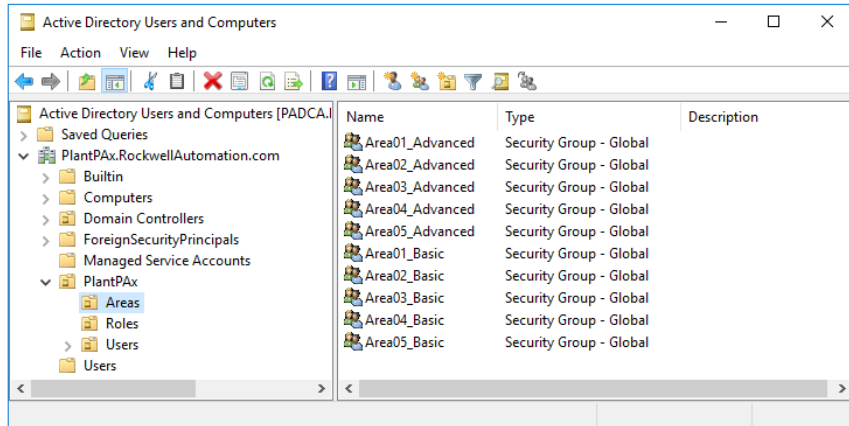 Active Directory Users and Computers
File Action View Help
Active Directory Users and Computers [PADCA.
Saved Queries
PlantPAx.RockwellAutomation.com
Builtin
Computers
Domain Controllers
ForeignSecurityPrincipals
Managed Service Accounts
PlantPAx
Areas
Roles
Users
Users
Name Type Description
Area01_Advanced Security Group - Global
Area02_Advanced Security Group - Global
Area03_Advanced Security Group - Global
Area04_Advanced Security Group - Global
Area05_Advanced Security Group - Global
Area01_Basic Security Group - Global
Area02_Basic Security Group - Global
Area03_Basic Security Group - Global
Area04_Basic Security Group - Global
Area05_Basic Security Group - Global